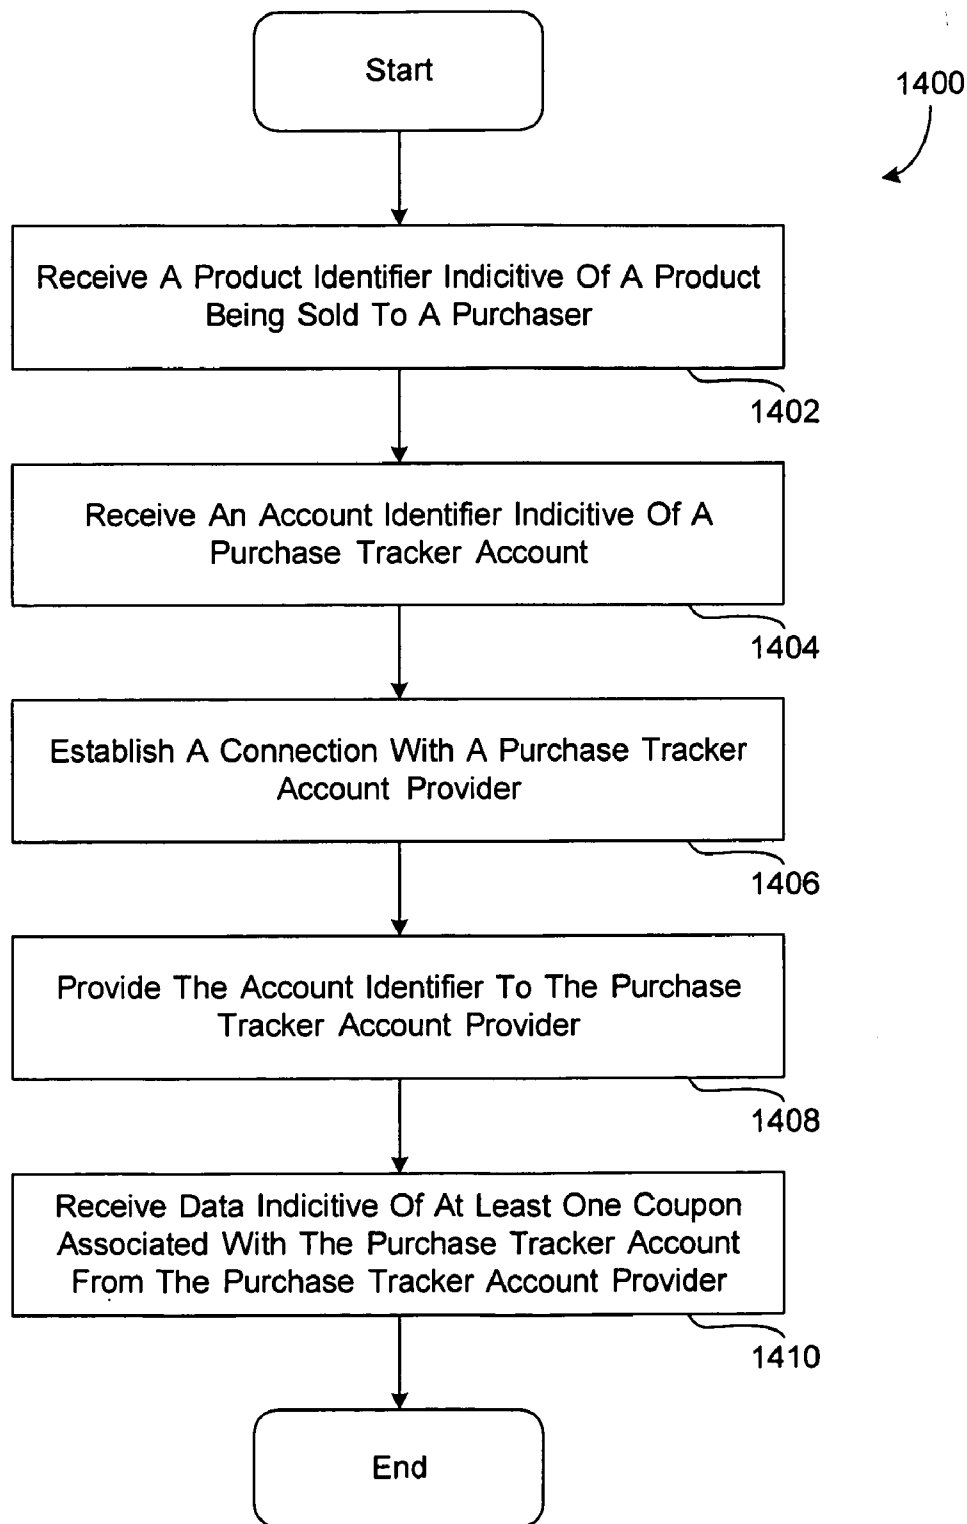 Start
1400
Receive A Product Identifier Indicitive Of A Product
Being Sold To A Purchaser
1402
Receive An Account Identifier Indicitive Of A
Purchase Tracker Account
1404
Establish A Connection With A Purchase Tracker
Account Provider
1406
Provide The Account Identifier To The Purchase
Tracker Account Provider
1408
Receive Data Indicitive Of At Least One Coupon
Associated With The Purchase Tracker Account
From The Purchase Tracker Account Provider
1410
End